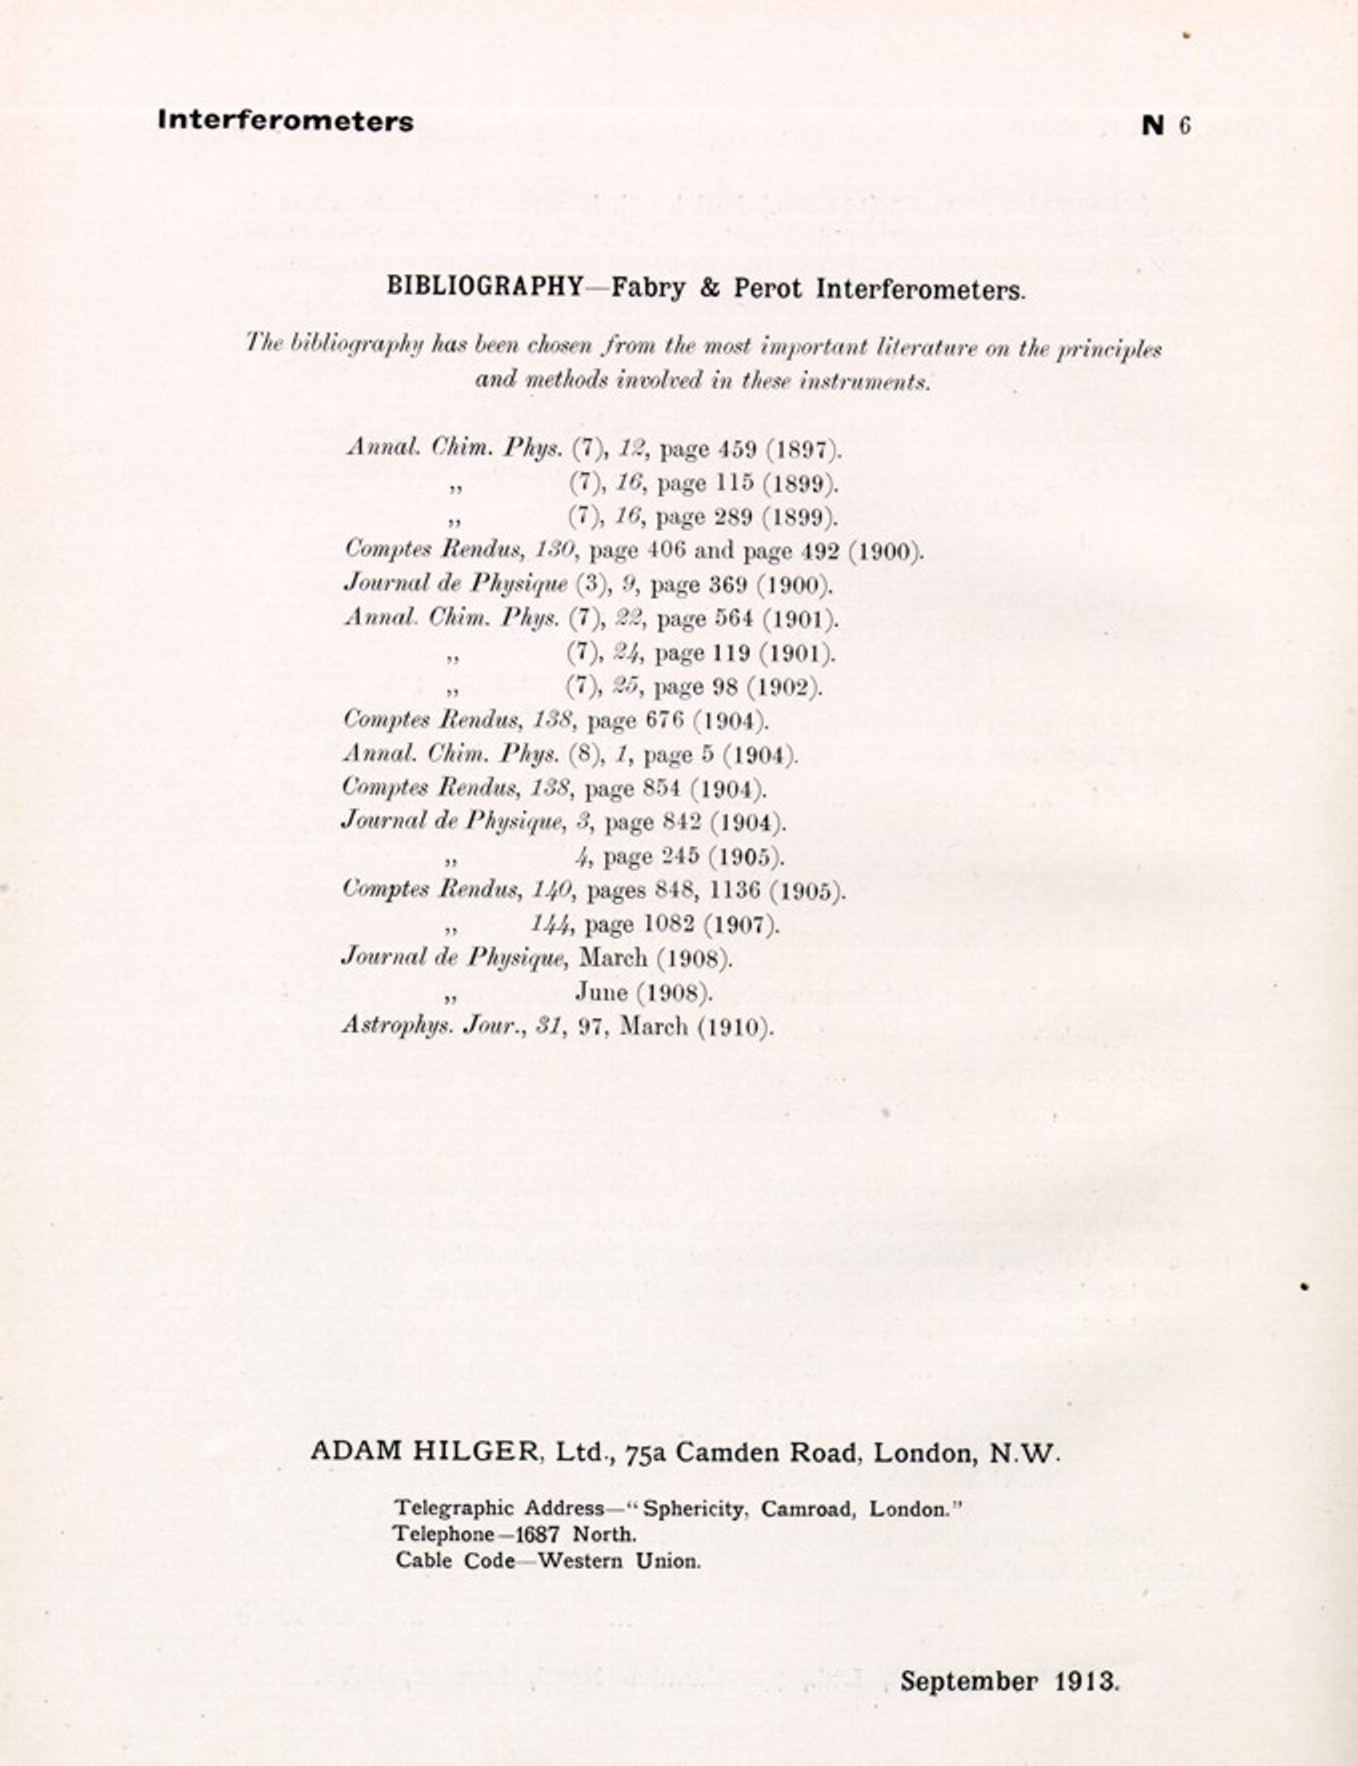 Interferometers N 6
BIBLIOGRAPHY—Fabry & Perot Interferometers.
The bibliography has been chosen from the most important literature on the principles
and methods involved in these instruments.
Annal. Chim. Phys. (7), 12, page 459 (1897).
„ (7), 16, page 115 (1899).
„ (7), 16, page 289 (1899).
Comptes Rendus, 130, page 406 and page 492 (1900).
Journal de Physique (3), 9, page 369 (1900).
Annal. Chim. Phys. (7), 22, page 564 (1901).
„ (7), 24, page 119 (1901).
„ (7), 25, page 98 (1902).
Comptes Rendus, 138, page 676 (1904).
Annal. Chim. Phys. (8), 1, page 5 (1904).
Comptes Rendus, 138, page 854 (1904).
Journal de Physique, 3, page 842 (1904).
„ 4, page 245 (1905).
Comptes Rendus, 140, pages 848, 1136 (1905).
„ 144, page 1082 (1907).
Journal de Physique, March (1908).
„ June (1908).
Astrophys. Jour., 31, 97, March (1910).
ADAM HILGER, Ltd., 75a Camden Road, London, N.W.
Telegraphic Address—“Sphericity, Camroad, London.”
Telephone—1687 North.
Cable Code—Western Union.
September 1913.